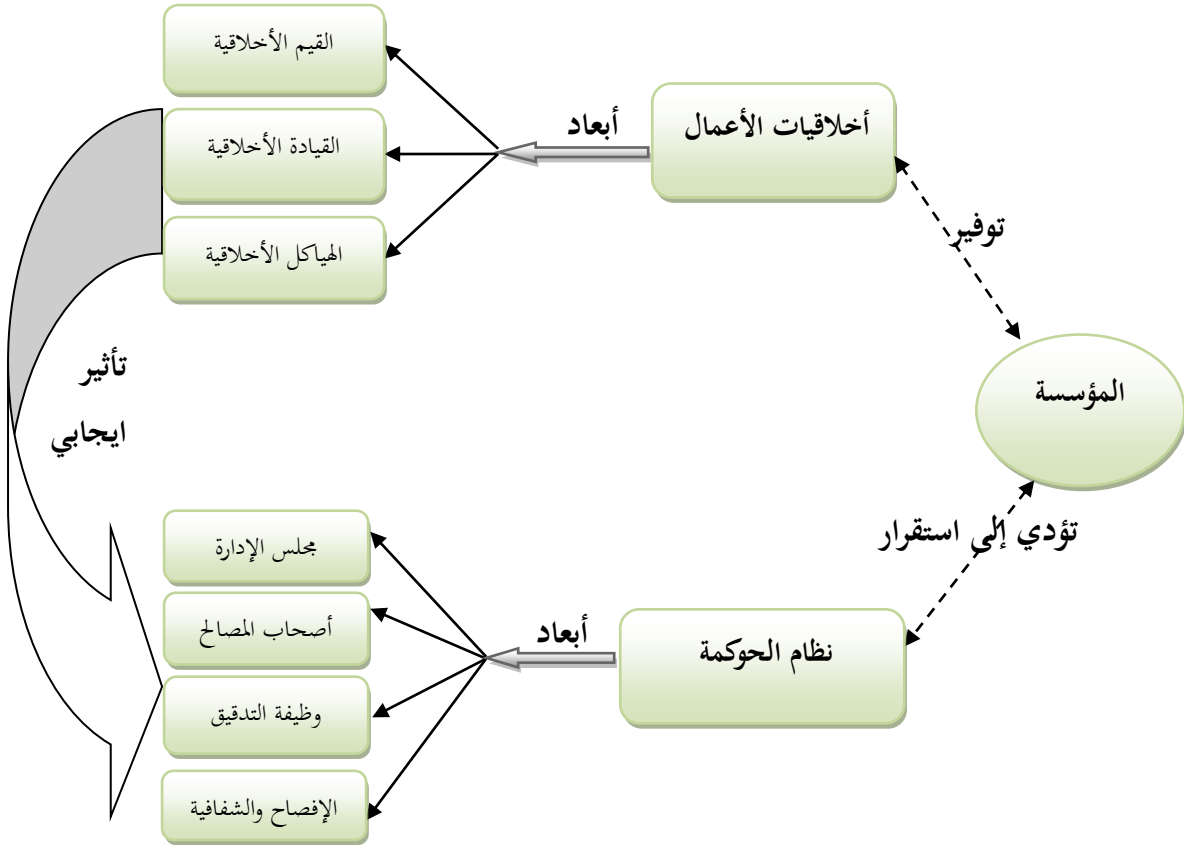 القيم الأخلاقية
أخلاقيات الأعمال
أبعاد
القيادة الأخلاقية
الهياكل الأخلاقية
توفير
المؤسسة
تأثير
ايجابي
تؤدي إلى استقرار
مجلس الإدارة
أصحاب المصالح
نظام الحوكمة
أبعاد
وظيفة التدقيق
الإفصاح والشفافية